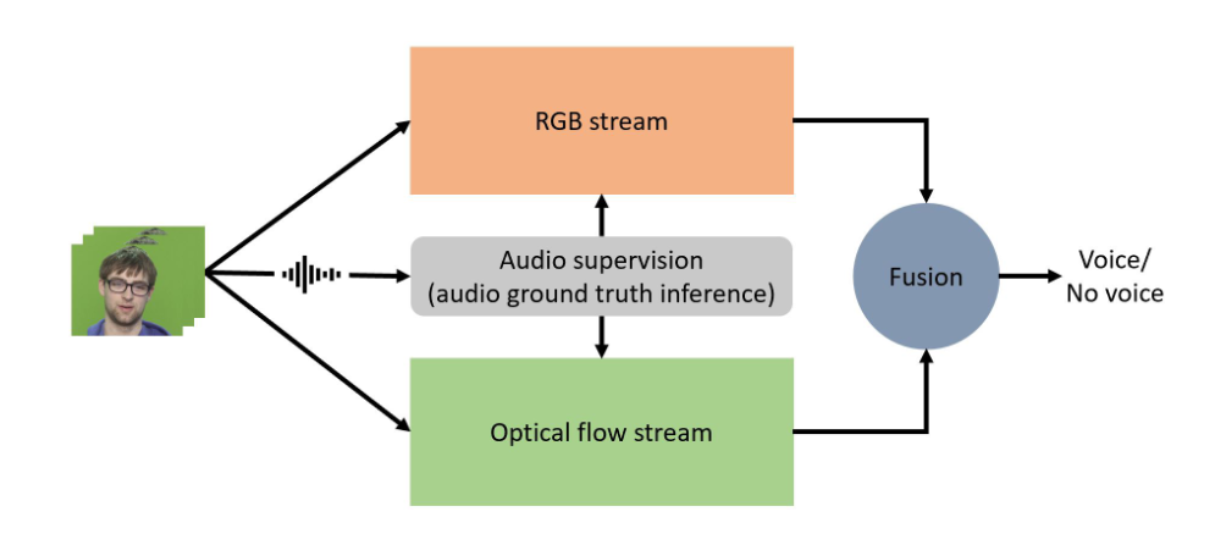 RGB stream
Audio supervision
(audio ground truth inference)
Optical flow stream
Fusion
Voice/
No voice